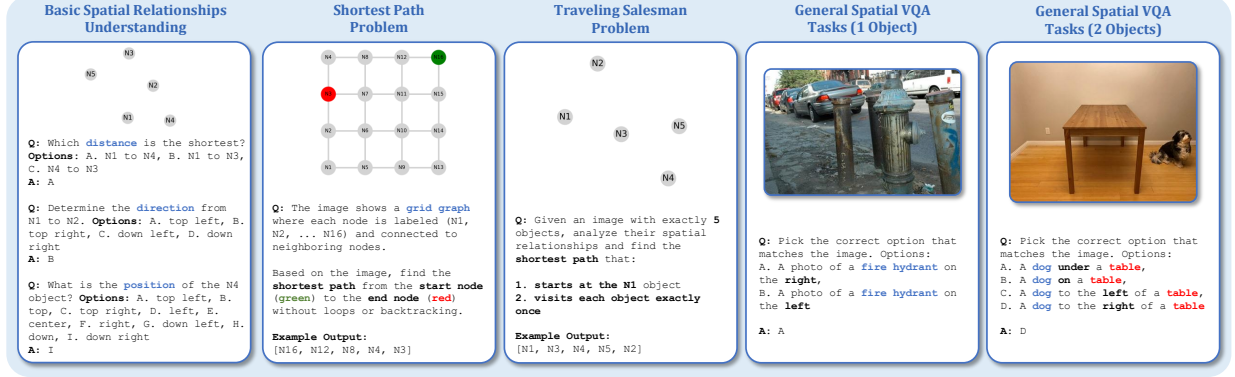 Basic Spatial Relationships
Understanding
N3
N5
N2
N1
N4
Q: Which distance is the shortest?
Options: A. N1 to N4, B. N1 to N3,
C. N4 to N3
A: A
Q: Determine the direction from
N1 to N2. Options: A. top left, B.
top right, C. down left, D. down
right
A: B
Q: What is the position of the N4
object? Options: A. top left, B.
top, C. top right, D. left, E.
center, F. right, G. down left, H.
down, I. down right
A: I
Shortest Path
Problem
N4 N8 N12 N16
N3 N7 N11 N15
N2 N6 N10 N14
N1 N5 N9 N13
Q: The image shows a grid graph
where each node is labeled (N1,
N2, ... N16) and connected to
neighboring nodes.
Based on the image, find the
shortest path from the start node
(green) to the end node (red)
without loops or backtracking.
Example Output:
[N16, N12, N8, N4, N3]
Traveling Salesman
Problem
N2
N1
N3
N5
N4
Q: Given an image with exactly 5
objects, analyze their spatial
relationships and find the
shortest path that:
1. starts at the N1 object
2. visits each object exactly
once
Example Output:
[N1, N3, N4, N5, N2]
General Spatial VQA
Tasks (1 Object)
Q: Pick the correct option that
matches the image. Options:
A. A photo of a fire hydrant on
the right,
B. A photo of a fire hydrant on
the left
A: A
General Spatial VQA
Tasks (2 Objects)
Q: Pick the correct option that
matches the image. Options:
A. A dog under a table,
B. A dog on a table,
C. A dog to the left of a table,
D. A dog to the right of a table
A: D